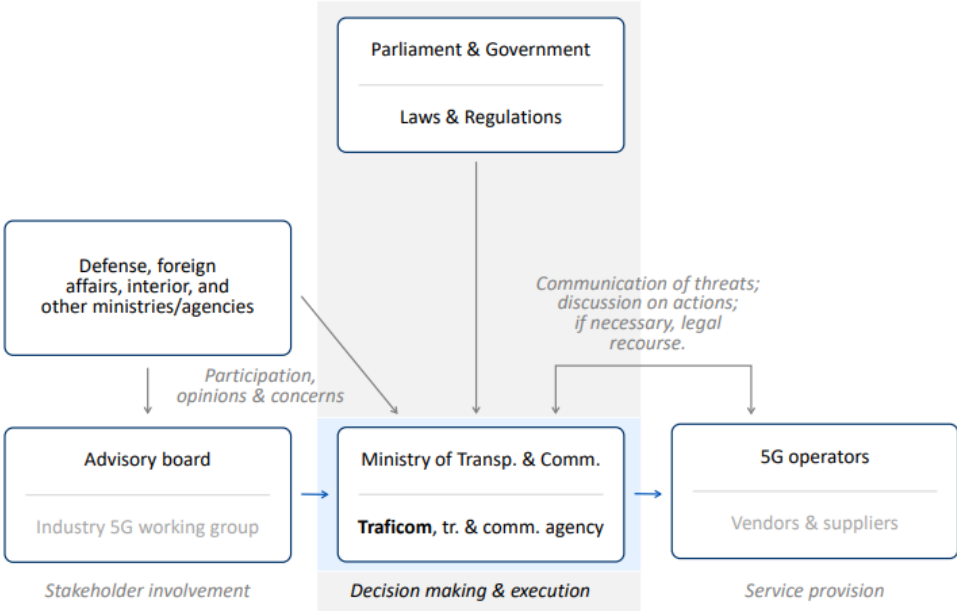 Parliament & Government
Laws & Regulations
Defense, foreign
affairs, interior, and
other ministries/agencies
Communication of threats;
discussion on actions;
if necessary, legal
recourse.
Participation,
opinions & concerns
Advisory board
Industry 5G working group
Ministry of Transp. & Comm.
Traficom, tr. & comm. agency
5G operators
Vendors & suppliers
Stakeholder involvement
Decision making & execution
Service provision